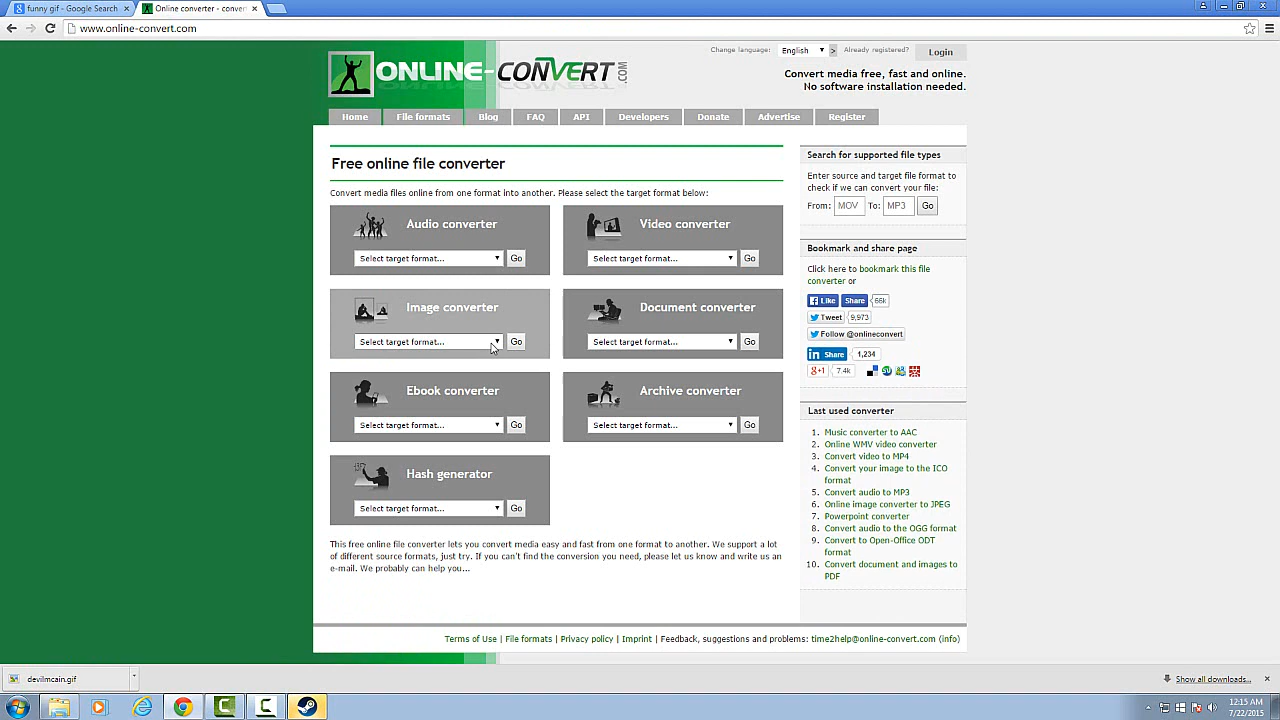 funny gif - Google Search
Online converter - conver
www.online-convert.com
Change language: English Already registered? Login
ONLINE-CONVERT.COM
Convert media free, fast and online.
No software installation needed.
Home File formats Blog FAQ API Developers Donate Advertise Register
Free online file converter
Convert media files online from one format into another. Please select the target format below:
Audio converter
Select target format... Go
Video converter
Select target format... Go
Image converter
Select target format... Go
Document converter
Select target format... Go
Ebook converter
Select target format... Go
Archive converter
Select target format... Go
Hash generator
Select target format... Go
This free online file converter lets you convert media easy and fast from one format to another. We support a lot
of different source formats, just try. If you can't find the conversion you need, please let us know and write us an
e-mail. We probably can help you...
Search for supported file types
Enter source and target file format to
check if we can convert your file:
From: MOV To: MP3 Go
Bookmark and share page
Click here to bookmark this file
converter or
Like Share 66k
Tweet 9,973
Follow @onlineconvert
in Share 1,234
g+1 7.4k
Last used converter
1. Music converter to AAC
2. Online WMV video converter
3. Convert video to MP4
4. Convert your image to the ICO
format
5. Convert audio to MP3
6. Online image converter to JPEG
7. Powerpoint converter
8. Convert audio to the OGG format
9. Convert to Open-Office ODT
format
10. Convert document and images to
PDF
Terms of Use | File formats | Privacy policy | Imprint | Feedback, suggestions and problems: time2help@online-convert.com (info)
devilmcain.gif
Show all downloads...
12:15 AM
7/22/2015